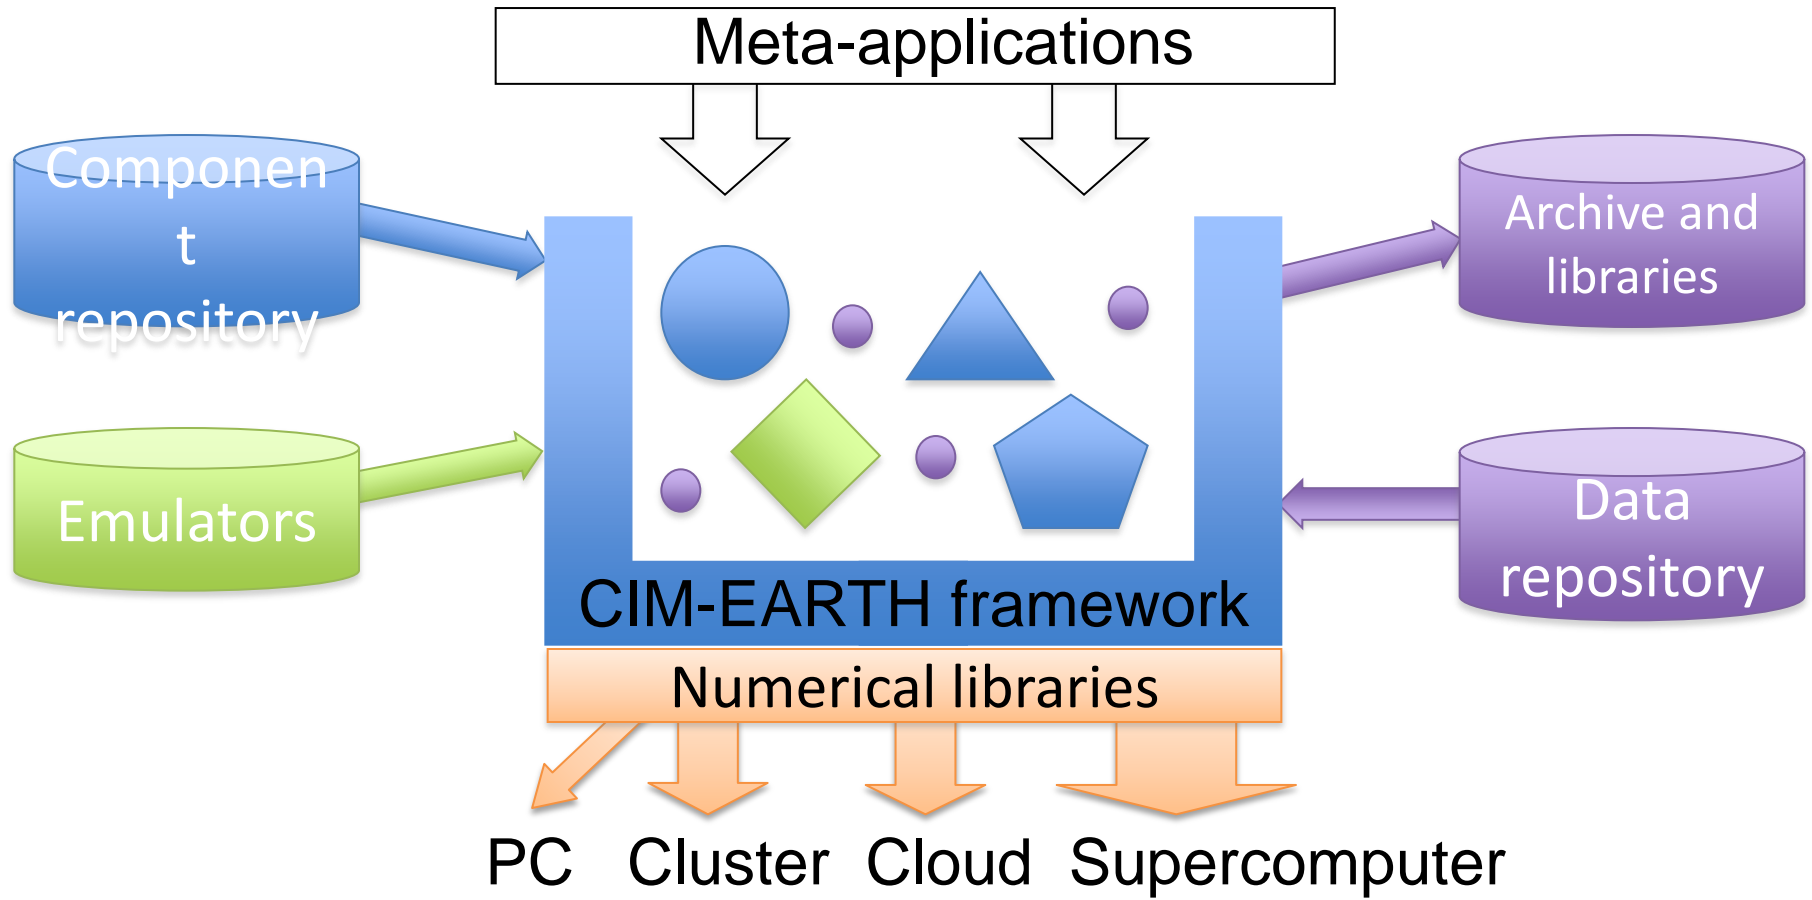 Meta-applications
Componen
t
repository
Archive and
libraries
Emulators
Data
repository
CIM-EARTH framework
Numerical libraries
PC Cluster Cloud Supercomputer